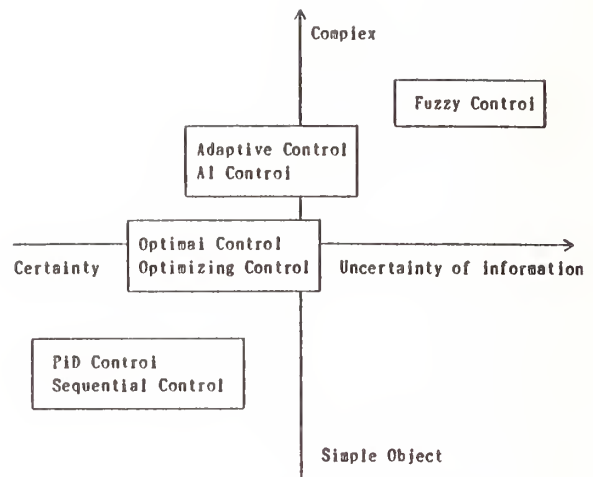 Complex
Fuzzy Control
Adaptive Control
AI Control
Optimal Control
Optimizing Control
Certainty
Uncertainty of information
PID Control
Sequential Control
Simple Object